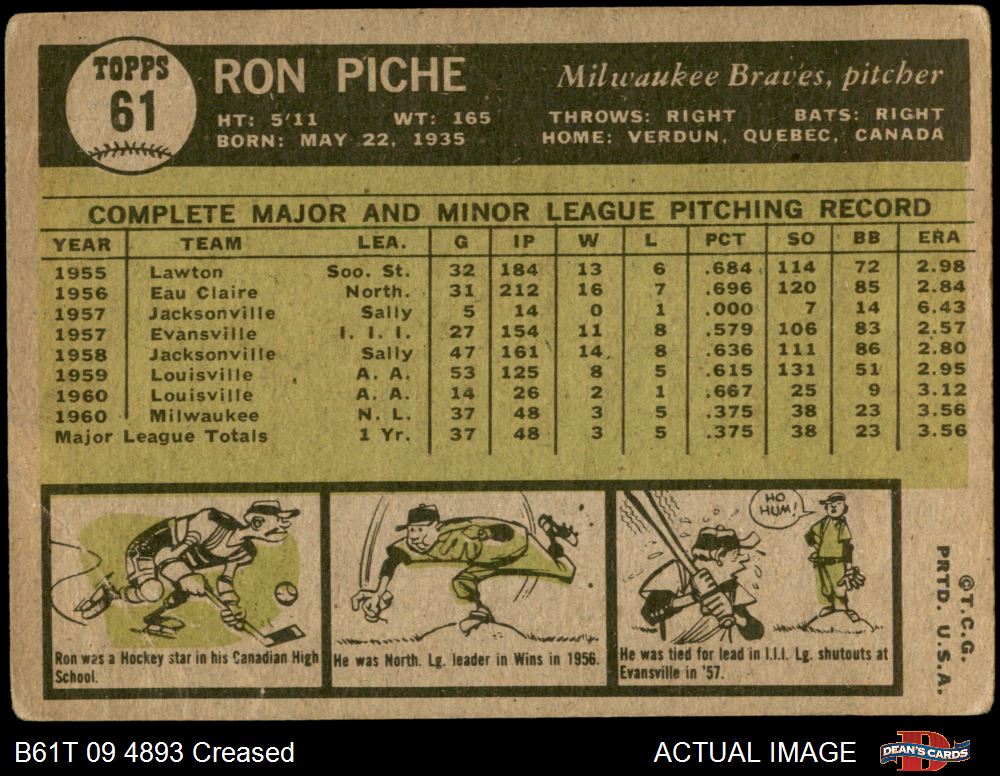 TOPPS
61
RON PICHE
Milwaukee Braves, pitcher
HT: 5'11 WT: 165 THROWS: RIGHT BATS: RIGHT
BORN: MAY 22, 1935 HOME: VERDUN, QUEBEC, CANADA
COMPLETE MAJOR AND MINOR LEAGUE PITCHING RECORD
YEAR TEAM LEA. G IP W L PCT SO BB ERA
1955 Lawton Soo. St. 32 184 13 6 .684 114 72 2.98
1956 Eau Claire North. 31 212 16 7 .696 120 85 2.84
1957 Jacksonville Sally 5 14 0 1 .000 7 14 6.43
1957 Evansville I. I. I. 27 154 11 8 .579 106 83 2.57
1958 Jacksonville Sally 47 161 14 8 .636 111 86 2.80
1959 Louisville A. A. 53 125 8 5 .615 131 51 2.95
1960 Louisville A. A. 14 26 2 1 .667 25 9 3.12
1960 Milwaukee N. L. 37 48 3 5 .375 38 23 3.56
Major League Totals 1 Yr. 37 48 3 5 .375 38 23 3.56
HO
HUM!
Ron was a Hockey star in his Canadian High
School.
He was North. Lg. leader in Wins in 1956.
He was tied for lead in I.I.I. Lg. shutouts at
Evansville in '57.
©T.C.G.
PRTD. U.S.A.
B61T 09 4893 Creased
ACTUAL IMAGE
DEAN'S CARDS